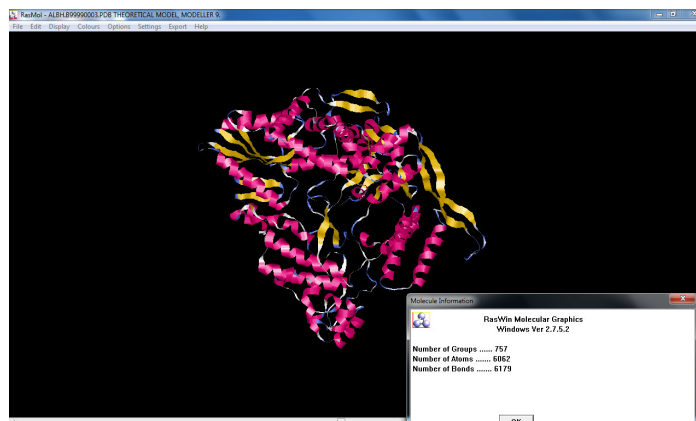 RasMol - ALBH.B99990003.PDB THEORETICAL MODEL, MODELLER 9.
File Edit Display Colours Options Settings Export Help
Molecule Information
RasWin Molecular Graphics
Windows Ver 2.7.5.2
Number of Groups ...... 757
Number of Atoms ....... 6062
Number of Bonds ....... 6179
OK